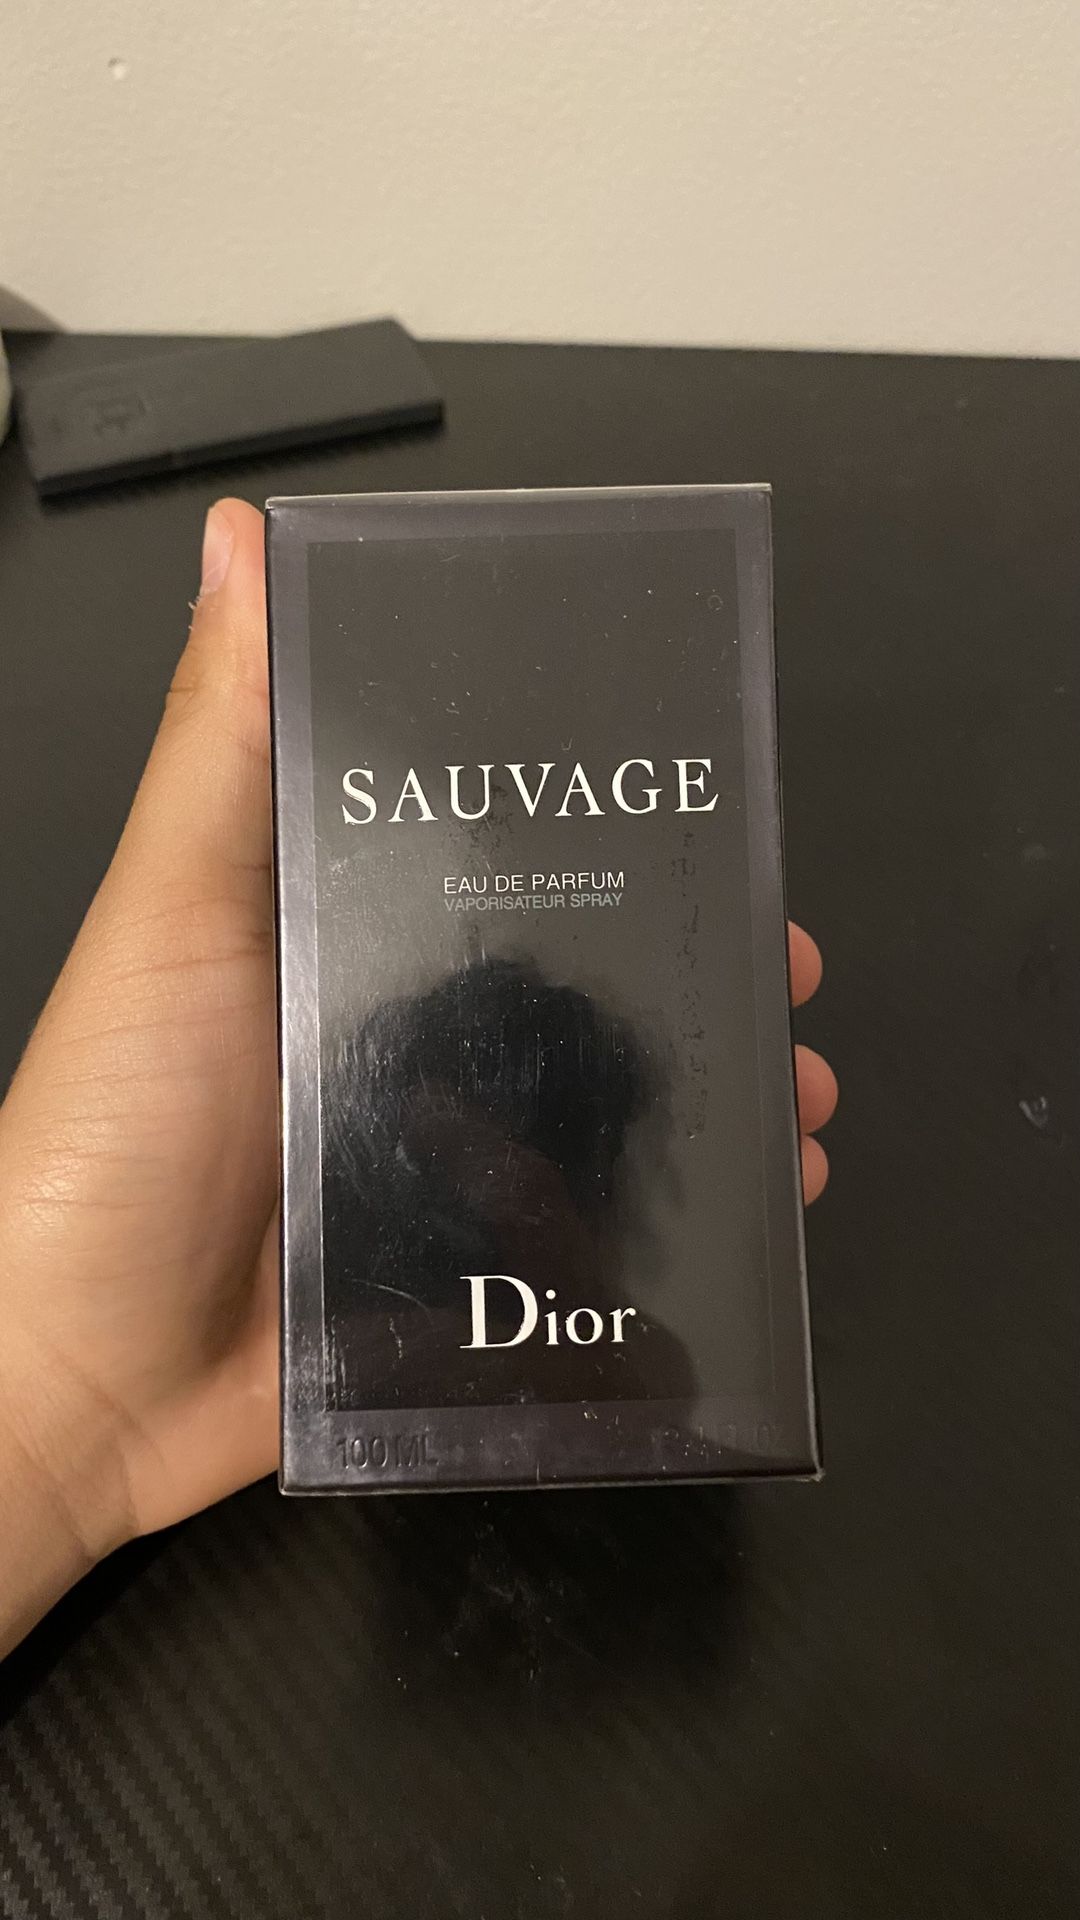 SAUVAGE
EAU DE PARFUM
VAPORISATEUR SPRAY
Dior
100 ML